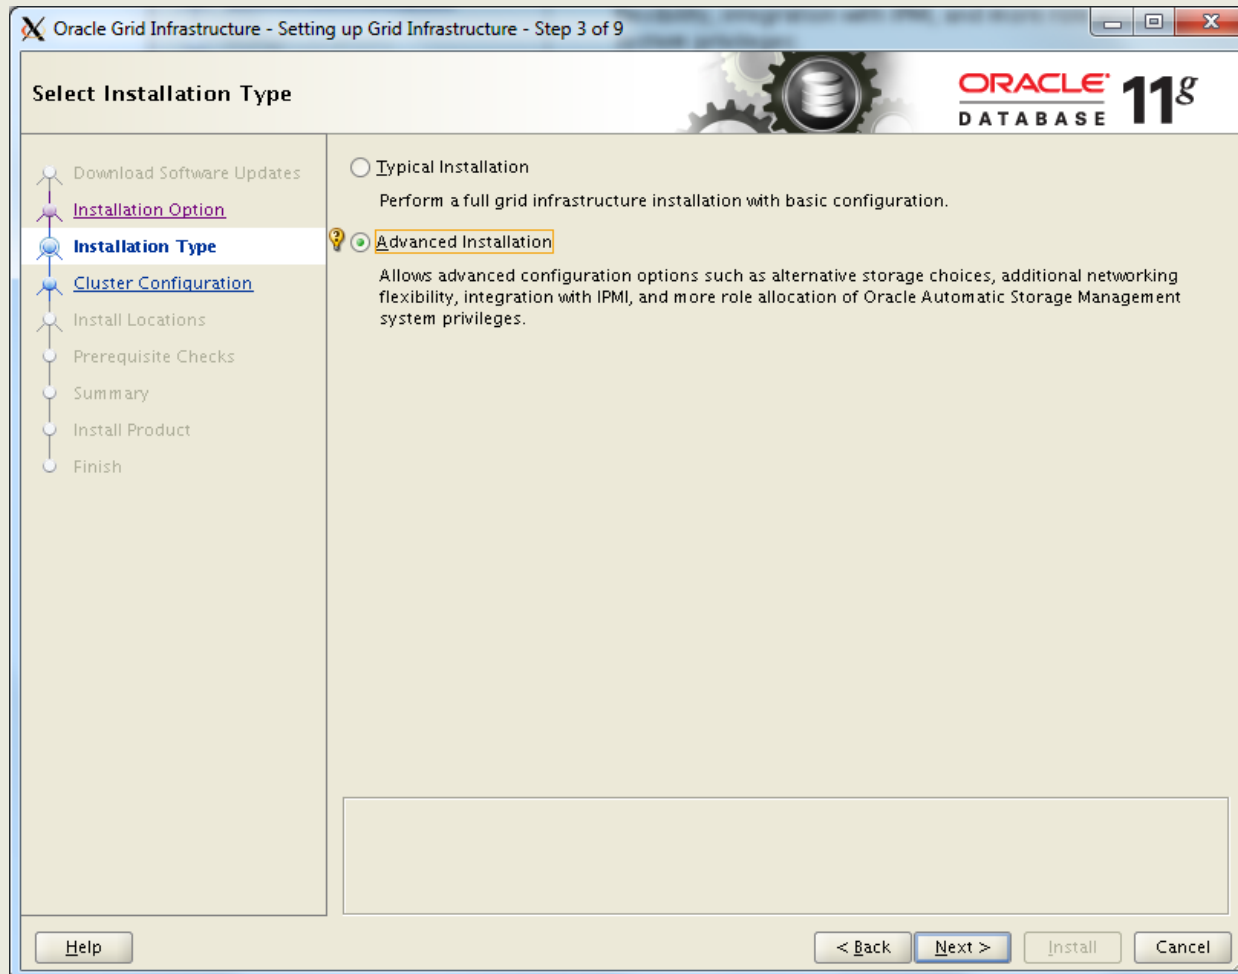 Oracle Grid Infrastructure - Setting up Grid Infrastructure - Step 3 of 9
Select Installation Type
ORACLE
DATABASE
11g
Download Software Updates
Installation Option
Installation Type
Cluster Configuration
Install Locations
Prerequisite Checks
Summary
Install Product
Finish
Typical Installation
Perform a full grid infrastructure installation with basic configuration.
Advanced Installation
Allows advanced configuration options such as alternative storage choices, additional networking
flexibility, integration with IPMI, and more role allocation of Oracle Automatic Storage Management
system privileges.
Help
< Back
Next >
Install
Cancel